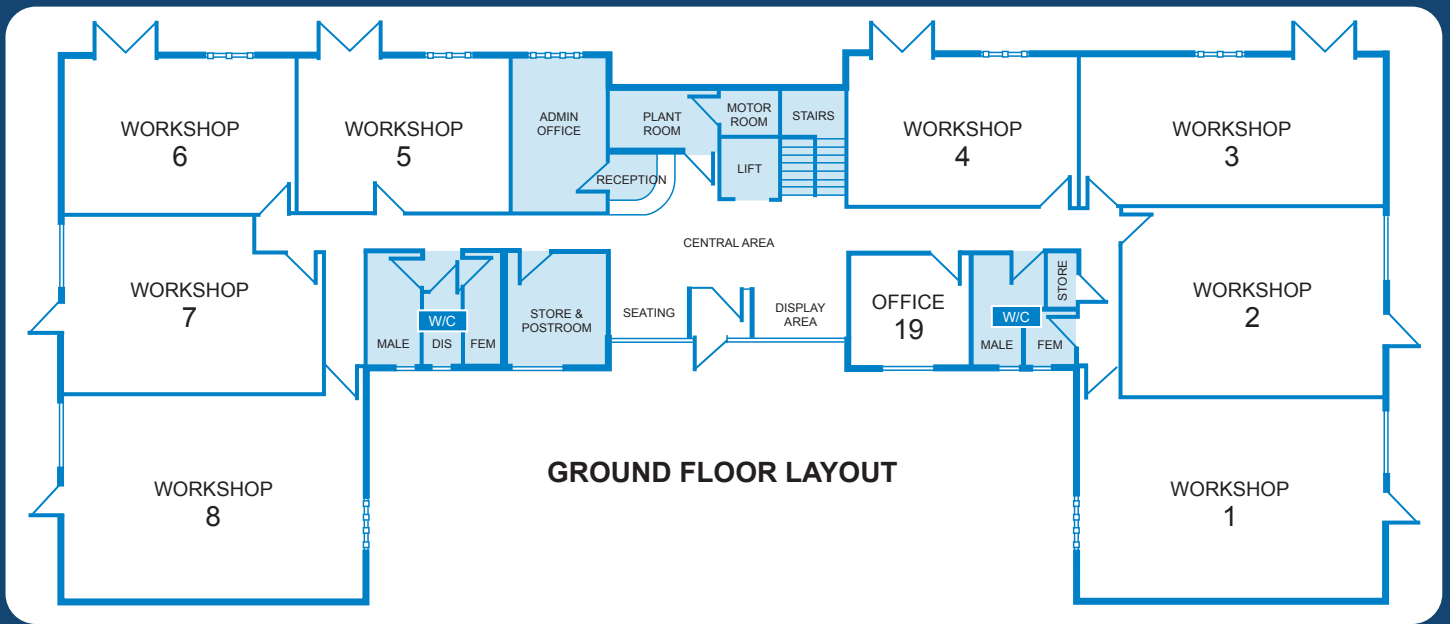 WORKSHOP
6
WORKSHOP
5
ADMIN
OFFICE
PLANT
ROOM
MOTOR
ROOM
STAIRS
WORKSHOP
4
WORKSHOP
3
RECEPTION
LIFT
CENTRAL AREA
WORKSHOP
7
W/C
MALE
DIS
FEM
STORE &
POSTROOM
SEATING
DISPLAY
AREA
OFFICE
19
W/C
MALE
FEM
STORE
WORKSHOP
2
GROUND FLOOR LAYOUT
WORKSHOP
8
WORKSHOP
1